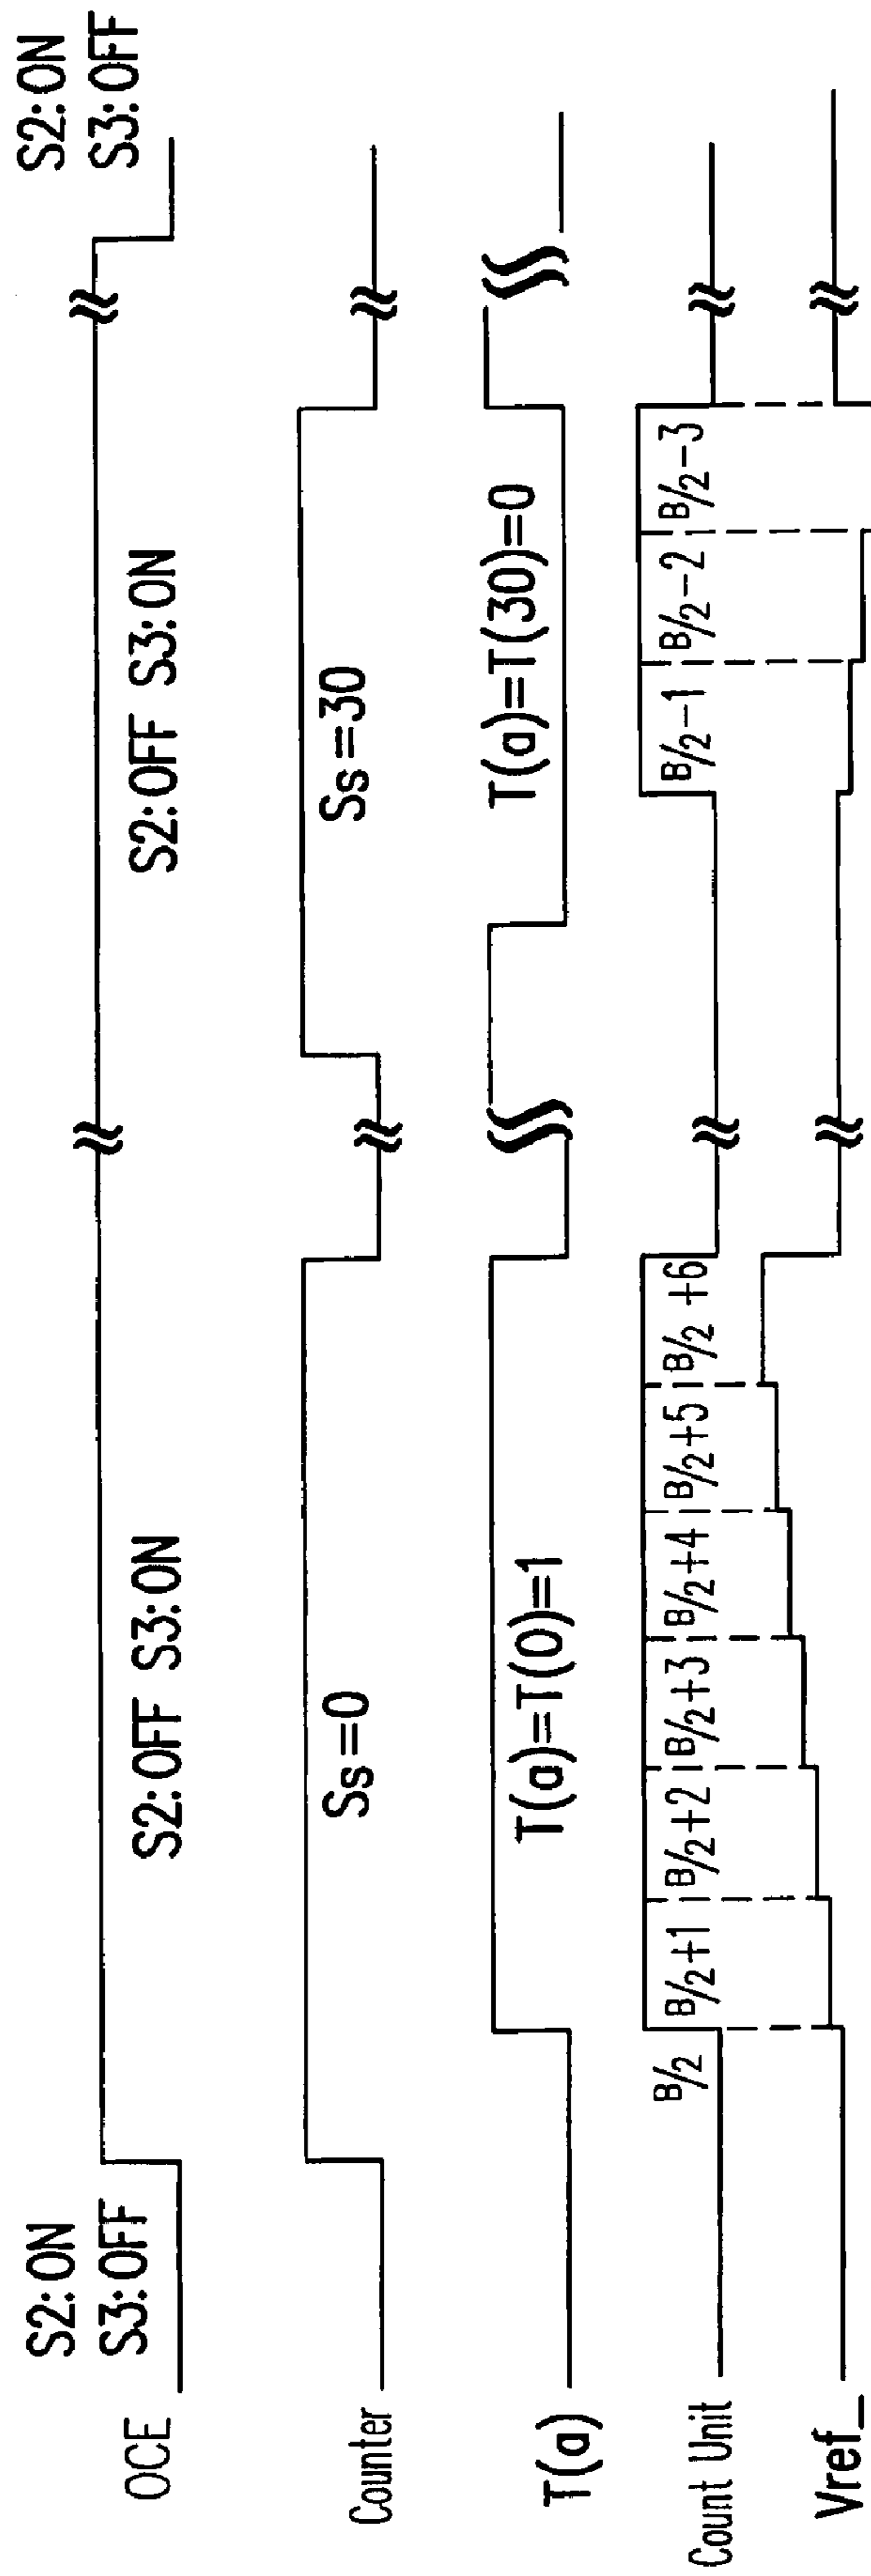 S2:ON
S3:OFF
S2:OFF S3:ON
S2:OFF S3:ON
S2:ON
S3:OFF
OCE
Ss=0
Ss=30
Counter
T(a)=T(0)=1
T(a)=T(30)=0
T(a)
B/2
B/2+1
B/2+2
B/2+3
B/2+4
B/2+5
B/2 +6
B/2-1
B/2-2
B/2-3
Count Unit
Vref_